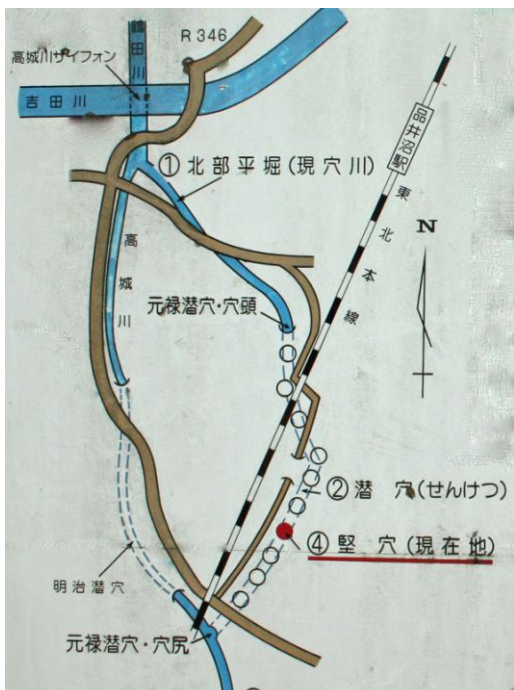 R 346
鶴田川
高城川サイフォン
吉田川
品井沼駅
① 北部平堀(現穴川)
東北本線
N
高城川
元禄潜穴・穴頭
② 潜穴(せんけつ)
④ 堅穴(現在地)
明治潜穴
元禄潜穴・穴尻